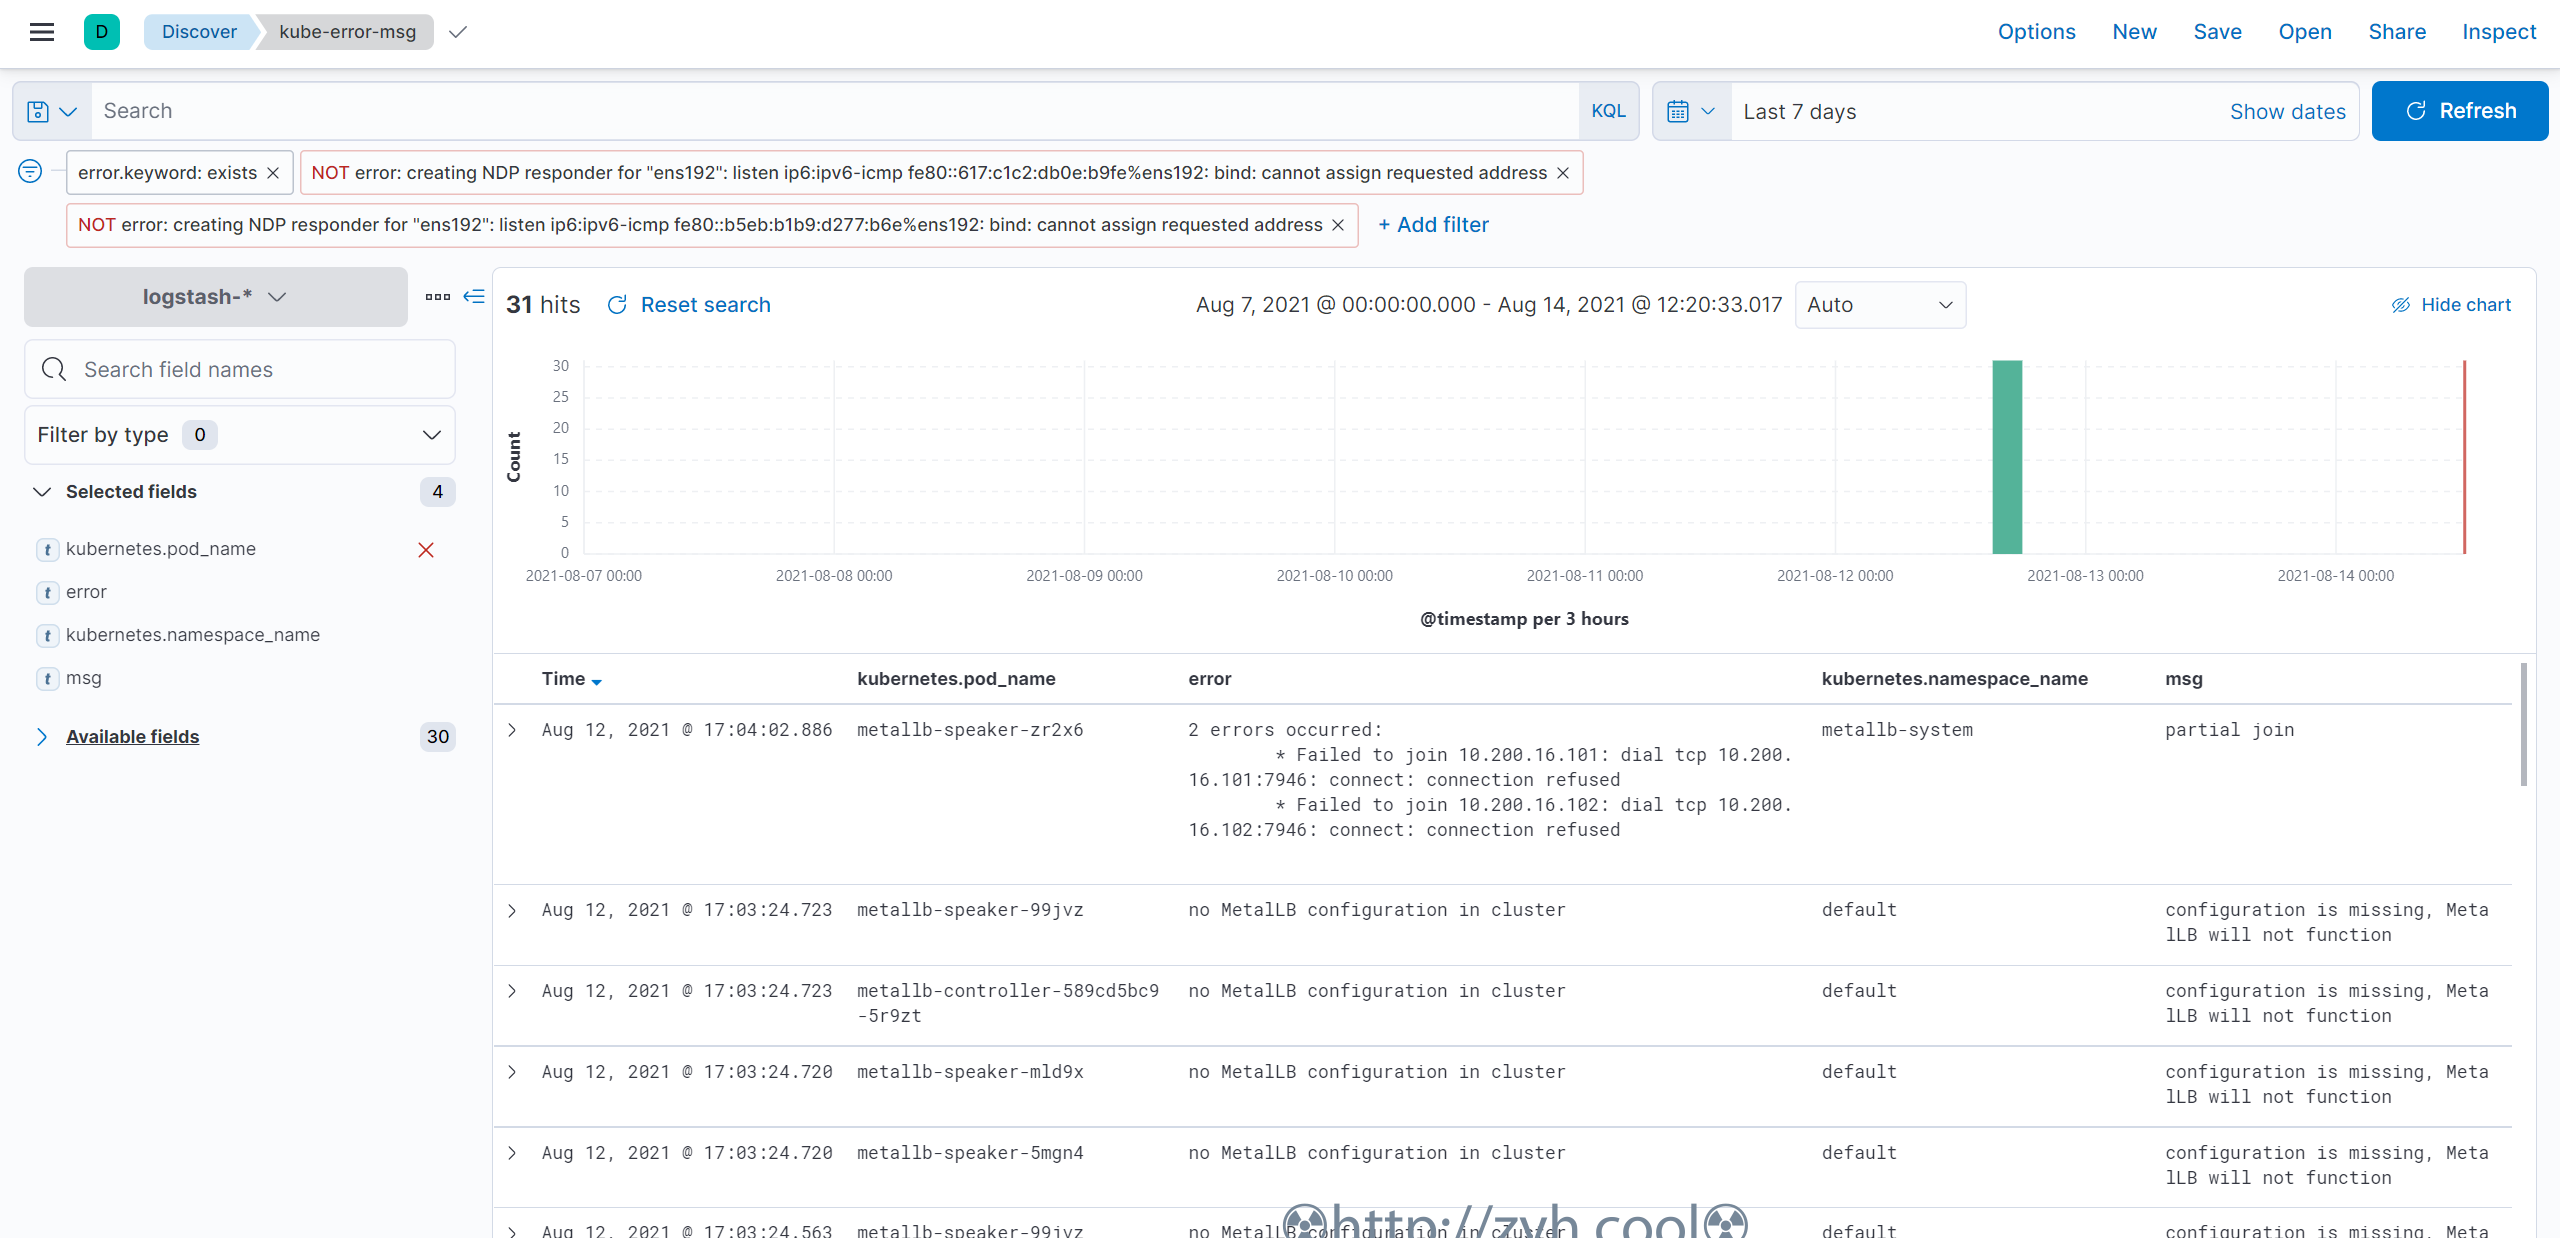 D Discover kube-error-msg Options New Save Open Share Inspect
Search KQL Last 7 days Show dates Refresh
error.keyword: exists × NOT error: creating NDP responder for "ens192": listen ip6:ipv6-icmp fe80::617:c1c2:db0e:b9fe%ens192: bind: cannot assign requested address ×
NOT error: creating NDP responder for "ens192": listen ip6:ipv6-icmp fe80::b5eb:b1b9:d277:b6e%ens192: bind: cannot assign requested address × + Add filter
logstash-*
Search field names
Filter by type 0
Selected fields 4
t kubernetes.pod_name
t error
t kubernetes.namespace_name
t msg
Available fields 30
31 hits Reset search Aug 7, 2021 @ 00:00:00.000 - Aug 14, 2021 @ 12:20:33.017 Auto Hide chart
Count
30
25
20
15
10
5
0
2021-08-07 00:00 2021-08-08 00:00 2021-08-09 00:00 2021-08-10 00:00 2021-08-11 00:00 2021-08-12 00:00 2021-08-13 00:00 2021-08-14 00:00
@timestamp per 3 hours
Time kubernetes.pod_name error kubernetes.namespace_name msg
Aug 12, 2021 @ 17:04:02.886 metallb-speaker-zr2x6 2 errors occurred: metallb-system partial join
* Failed to join 10.200.16.101: dial tcp 10.200.
16.101:7946: connect: connection refused
* Failed to join 10.200.16.102: dial tcp 10.200.
16.102:7946: connect: connection refused
Aug 12, 2021 @ 17:03:24.723 metallb-speaker-99jvz no MetalLB configuration in cluster default configuration is missing, Meta
lLB will not function
Aug 12, 2021 @ 17:03:24.723 metallb-controller-589cd5bc9 no MetalLB configuration in cluster default configuration is missing, Meta
-5r9zt lLB will not function
Aug 12, 2021 @ 17:03:24.720 metallb-speaker-mld9x no MetalLB configuration in cluster default configuration is missing, Meta
lLB will not function
Aug 12, 2021 @ 17:03:24.720 metallb-speaker-5mgn4 no MetalLB configuration in cluster default configuration is missing, Meta
lLB will not function
Aug 12, 2021 @ 17:03:24.563 metallb-speaker-99jvz no MetalLB configuration in cluster default configuration is missing, Meta
http://zyh.cool